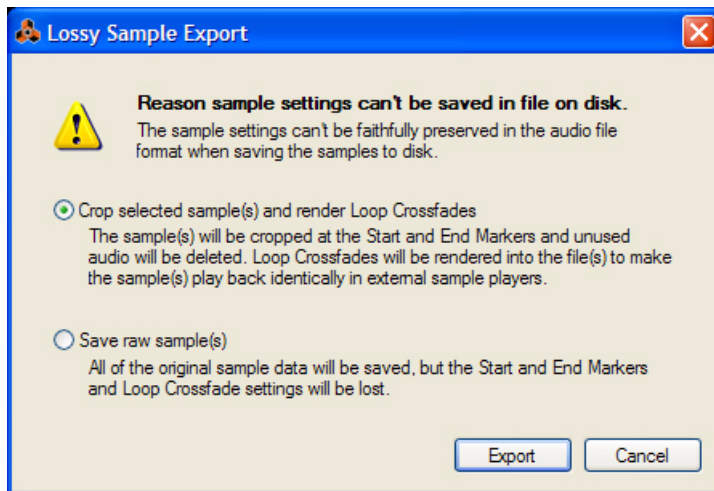 Lossy Sample Export
Reason sample settings can't be saved in file on disk.
The sample settings can't be faithfully preserved in the audio file
format when saving the samples to disk.
Crop selected sample(s) and render Loop Crossfades
The sample(s) will be cropped at the Start and End Markers and unused
audio will be deleted. Loop Crossfades will be rendered into the file(s) to make
the sample(s) play back identically in external sample players.
Save raw sample(s)
All of the original sample data will be saved, but the Start and End Markers
and Loop Crossfade settings will be lost.
Export Cancel